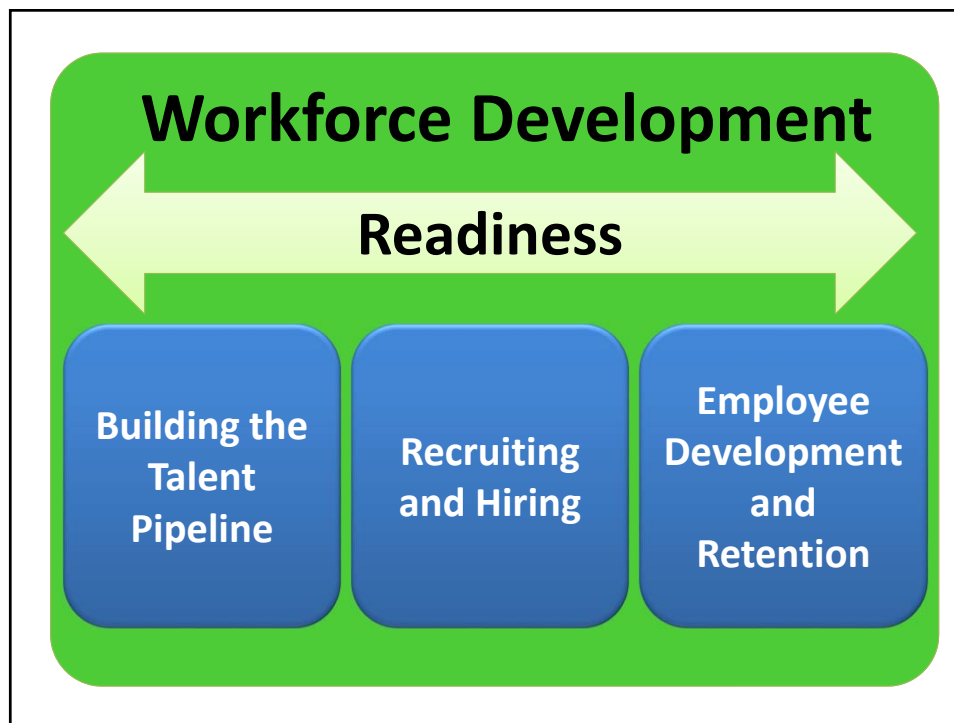 Workforce Development
Readiness
Building the
Talent
Pipeline
Recruiting
and Hiring
Employee
Development
and
Retention